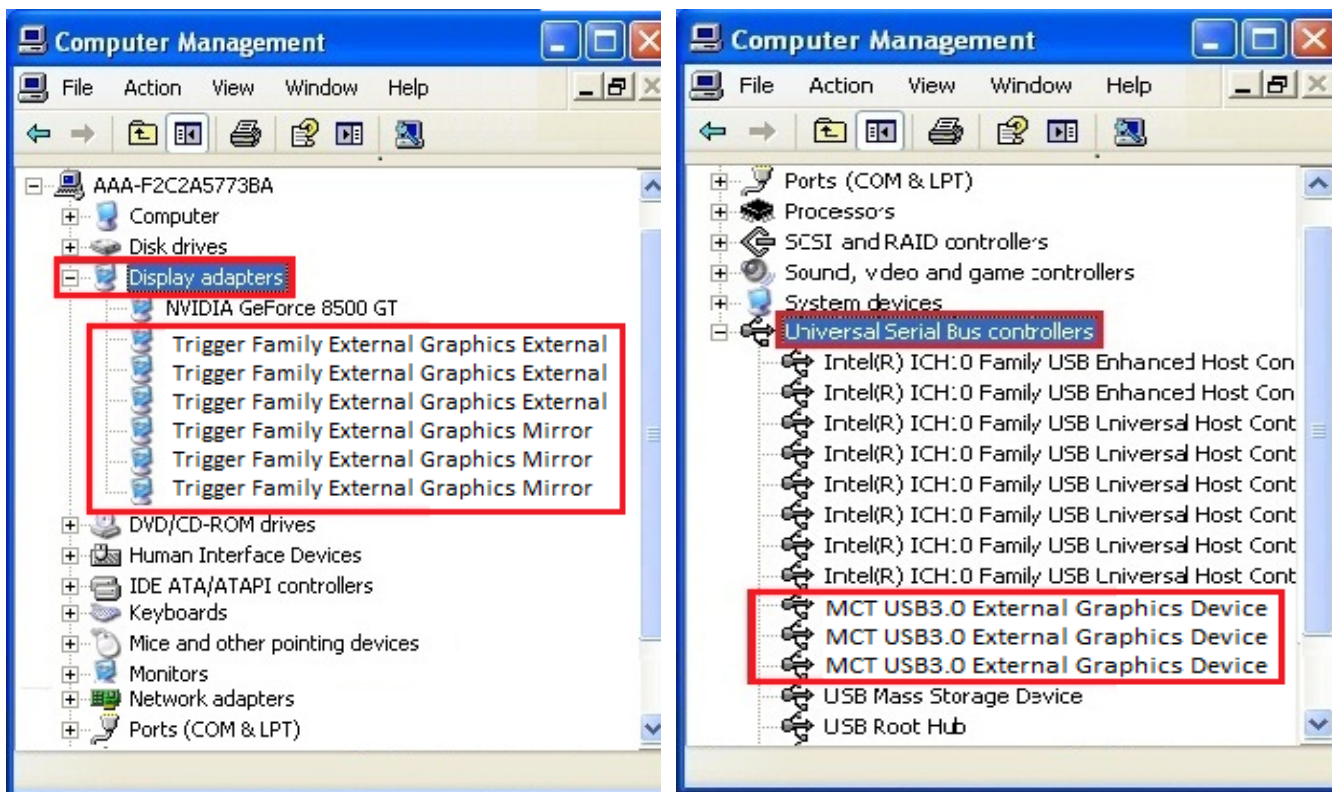 Computer Management
File Action View Window Help
AAA-F2C2A5773BA
Computer
Disk drives
Display adapters
NVIDIA GeForce 8500 GT
Trigger Family External Graphics External
Trigger Family External Graphics External
Trigger Family External Graphics External
Trigger Family External Graphics Mirror
Trigger Family External Graphics Mirror
Trigger Family External Graphics Mirror
DVD/CD-ROM drives
Human Interface Devices
IDE ATA/ATAPI controllers
Keyboards
Mice and other pointing devices
Monitors
Network adapters
Ports (COM & LPT)
Computer Management
File Action View Window Help
Ports (COM & LPT)
Processors
SCSI and RAID controllers
Sound, video and game controllers
System devices
Universal Serial Bus controllers
Intel(R) ICH10 Family USB Enhanced Host Con
Intel(R) ICH10 Family USB Enhanced Host Con
Intel(R) ICH10 Family USB Universal Host Cont
Intel(R) ICH10 Family USB Universal Host Cont
Intel(R) ICH10 Family USB Universal Host Cont
Intel(R) ICH10 Family USB Universal Host Cont
Intel(R) ICH10 Family USB Universal Host Cont
Intel(R) ICH10 Family USB Universal Host Cont
MCT USB3.0 External Graphics Device
MCT USB3.0 External Graphics Device
MCT USB3.0 External Graphics Device
USB Mass Storage Device
USB Root Hub